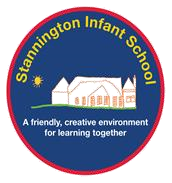 Stannington Infant School
A friendly, creative environment
for learning together